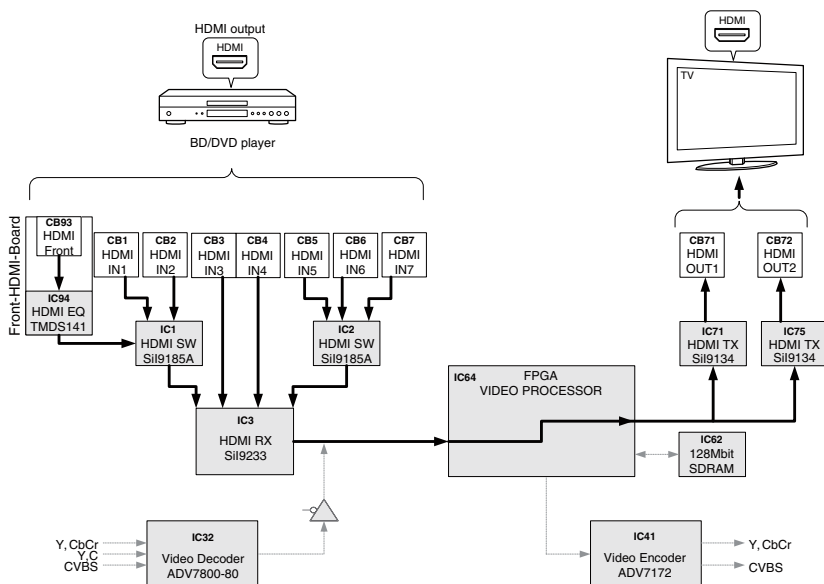 HDMI output
HDMI
BD/DVD player
HDMI
TV
Front-HDMI-Board
CB93
HDMI
Front
IC94
HDMI EQ
TMDS141
CB1
HDMI
IN1
CB2
HDMI
IN2
CB3
HDMI
IN3
CB4
HDMI
IN4
CB5
HDMI
IN5
CB6
HDMI
IN6
CB7
HDMI
IN7
CB71
HDMI
OUT1
CB72
HDMI
OUT2
IC1
HDMI SW
SiI9185A
IC2
HDMI SW
SiI9185A
IC71
HDMI TX
SiI9134
IC75
HDMI TX
SiI9134
IC64
FPGA
VIDEO PROCESSOR
IC3
HDMI RX
SiI9233
IC62
128Mbit
SDRAM
Y, CbCr
Y,C
CVBS
IC32
Video Decoder
ADV7800-80
IC41
Video Encoder
ADV7172
Y, CbCr
CVBS